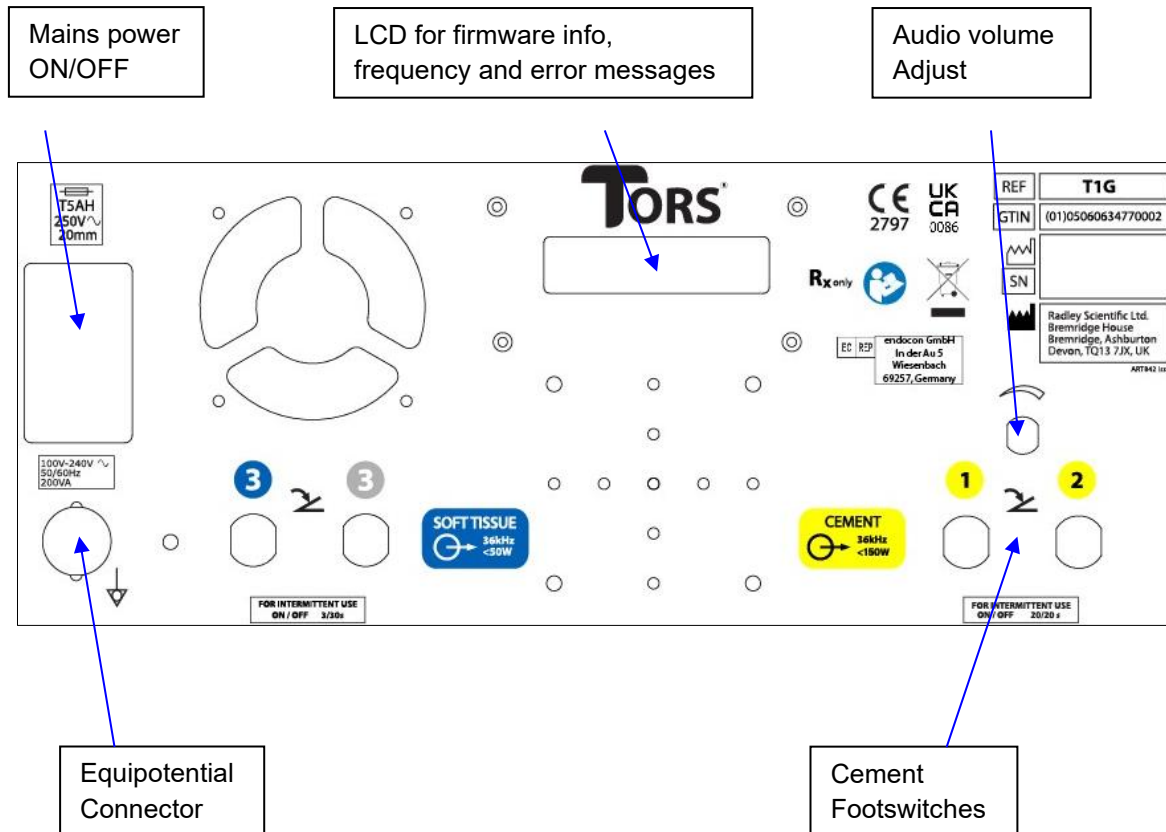 Mains power
ON/OFF
LCD for firmware info,
frequency and error messages
Audio volume
Adjust
T5AH
250V
20mm
TORS
CE
2797
UK
CA
0086
REF
T1G
GTIN
(01)05060634770002
SN
Rx only
Radley Scientific Ltd.
Bremridge House
Bremridge, Ashburton
Devon, TQ13 7JX, UK
EC REP
endocon GmbH
In der Au 5
Wiesenbach
69257, Germany
ART842
100V-240V
50/60Hz
200VA
3
3
SOFT TISSUE
36kHz
<50W
CEMENT
36kHz
<150W
1
2
FOR INTERMITTENT USE
ON / OFF 3/30s
FOR INTERMITTENT USE
ON / OFF 20/20 s
Equipotential
Connector
Cement
Footswitches